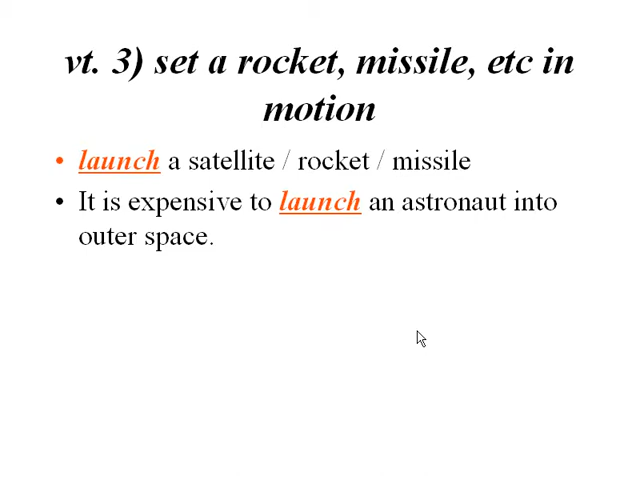 vt. 3) set a rocket, missile, etc in
motion
• launch a satellite / rocket / missile
• It is expensive to launch an astronaut into
outer space.